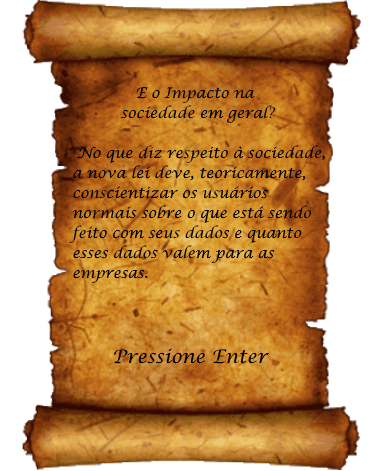 E o Impacto na
sociedade em geral?
No que diz respeito à sociedade,
a nova lei deve, teoricamente,
conscientizar os usuários
normais sobre o que está sendo
feito com seus dados e quanto
esses dados valem para as
empresas.
Pressione Enter